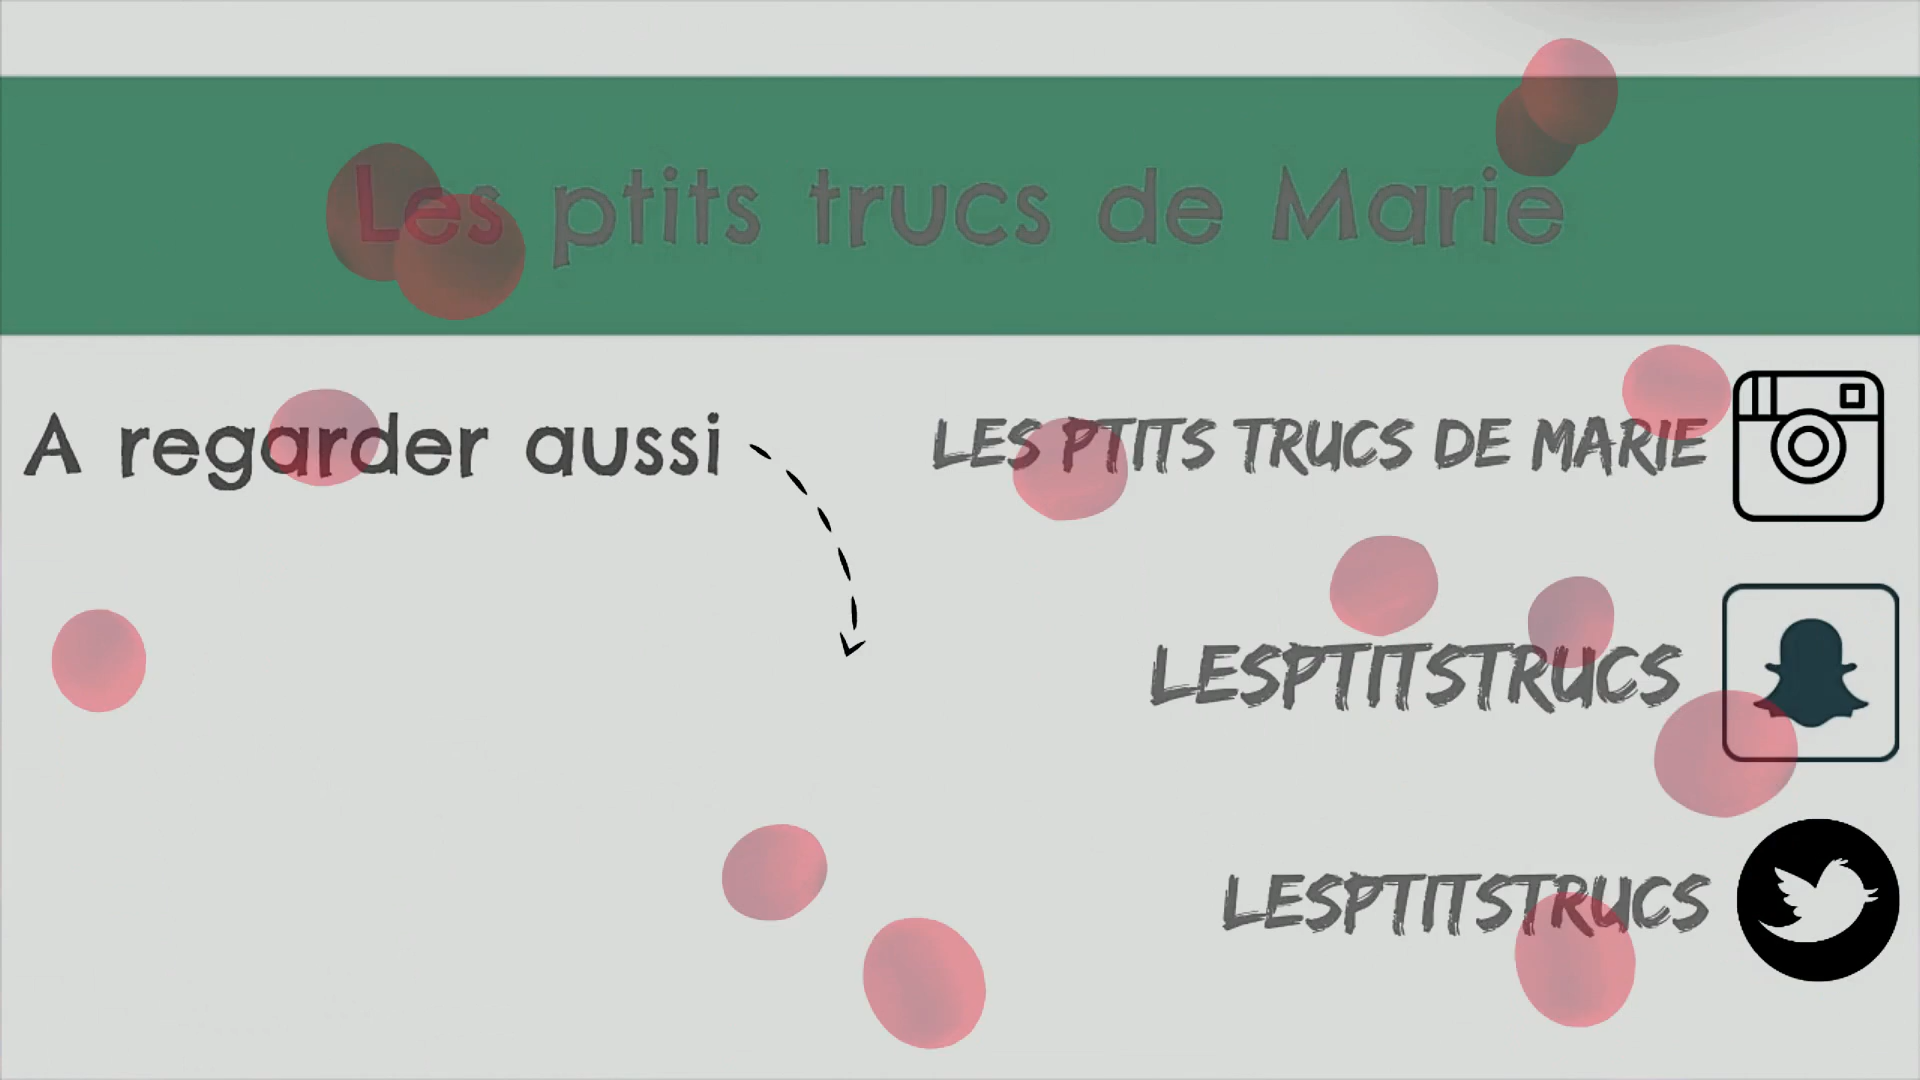 Les ptits trucs de Marie
A regarder aussi
LES PTITS TRUCS DE MARIE
LESPTITSTRUCS
LESPTITSTRUCS